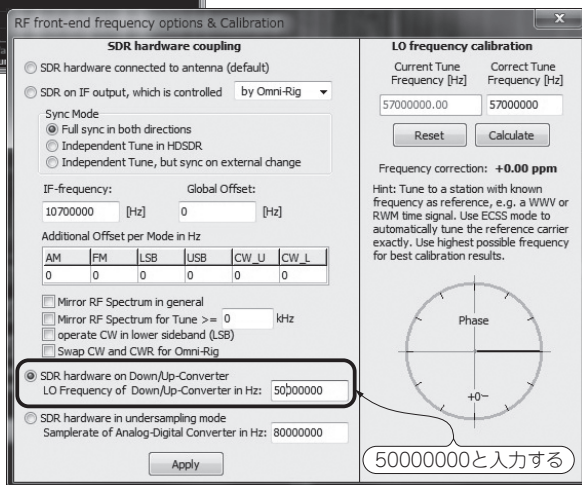 RF front-end frequency options & Calibration
SDR hardware coupling
SDR hardware connected to antenna (default)
SDR on IF output, which is controlled by Omni-Rig
Sync Mode
Full sync in both directions
Independent Tune in HDSDR
Independent Tune, but sync on external change
IF-frequency: Global Offset:
10700000 [Hz] 0 [Hz]
Additional Offset per Mode in Hz
AM FM LSB USB CW_U CW_L
0 0 0 0 0 0
Mirror RF Spectrum in general
Mirror RF Spectrum for Tune >= 0 kHz
operate CW in lower sideband (LSB)
Swap CW and CWR for Omni-Rig
SDR hardware on Down/Up-Converter
LO Frequency of Down/Up-Converter in Hz: 50000000
SDR hardware in undersampling mode
Samplerate of Analog-Digital Converter in Hz: 80000000
Apply
LO frequency calibration
Current Tune Correct Tune
Frequency [Hz] Frequency [Hz]
57000000.00 57000000
Reset Calculate
Frequency correction: +0.00 ppm
Hint: Tune to a station with known
frequency as reference, e.g. a WWV or
RWM time signal. Use ECSS mode to
automatically tune the reference carrier
exactly. Use highest possible frequency
for best calibration results.
Phase
+0-
50000000と入力する